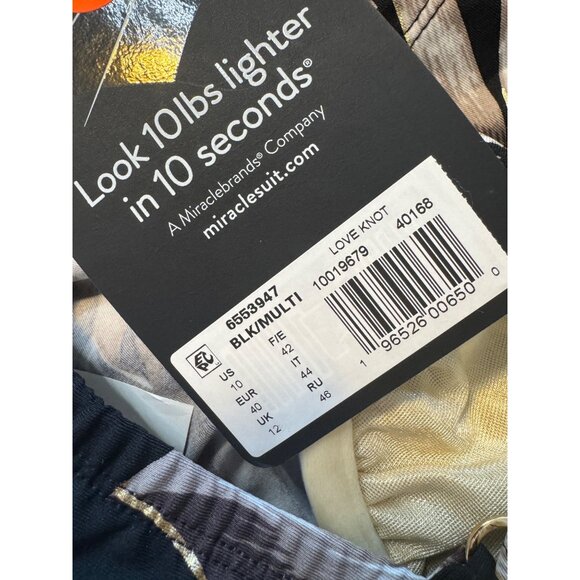 Look 10 lbs lighter
in 10 seconds®
A Miraclebrands® Company
miraclesuit.com
6553947
BLK/MULTI
LOVE KNOT
10019679
40168
US
10
EUR
40
UK
12
F/E
42
IT
44
RU
46
1 96526 00650 0